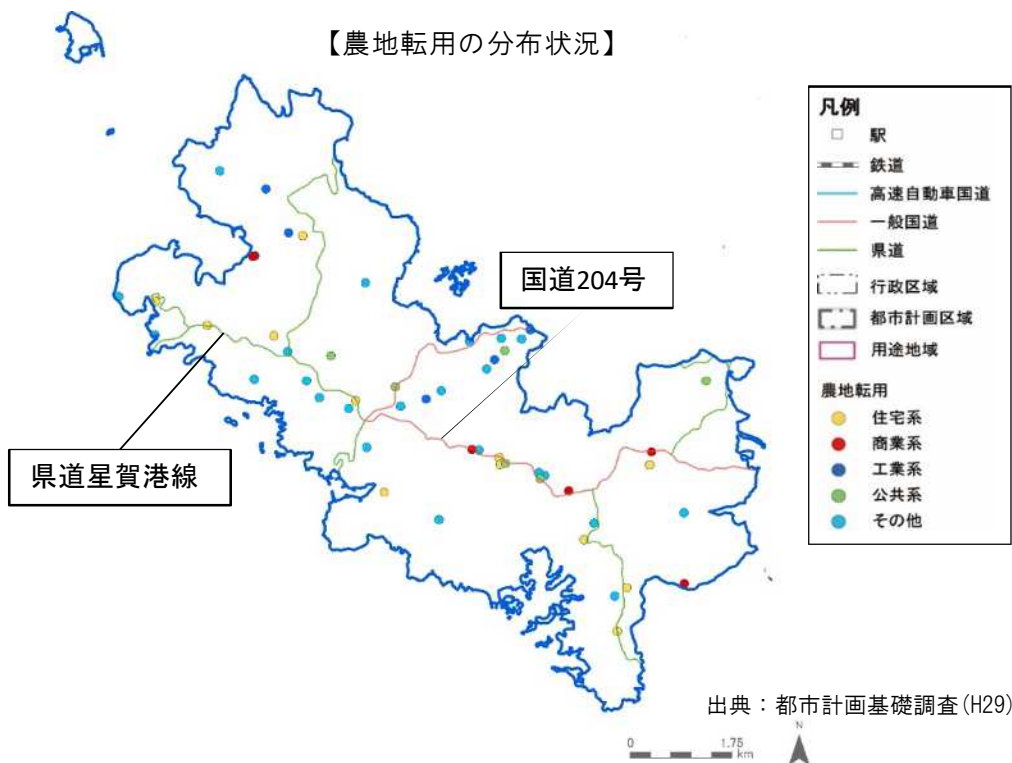 【農地転用の分布状況】
凡例
駅
鉄道
高速自動車国道
一般国道
県道
行政区域
都市計画区域
用途地域
農地転用
住宅系
商業系
工業系
公共系
その他
国道204号
県道星賀港線
出典：都市計画基礎調査(H29)
N
0 1.75
km